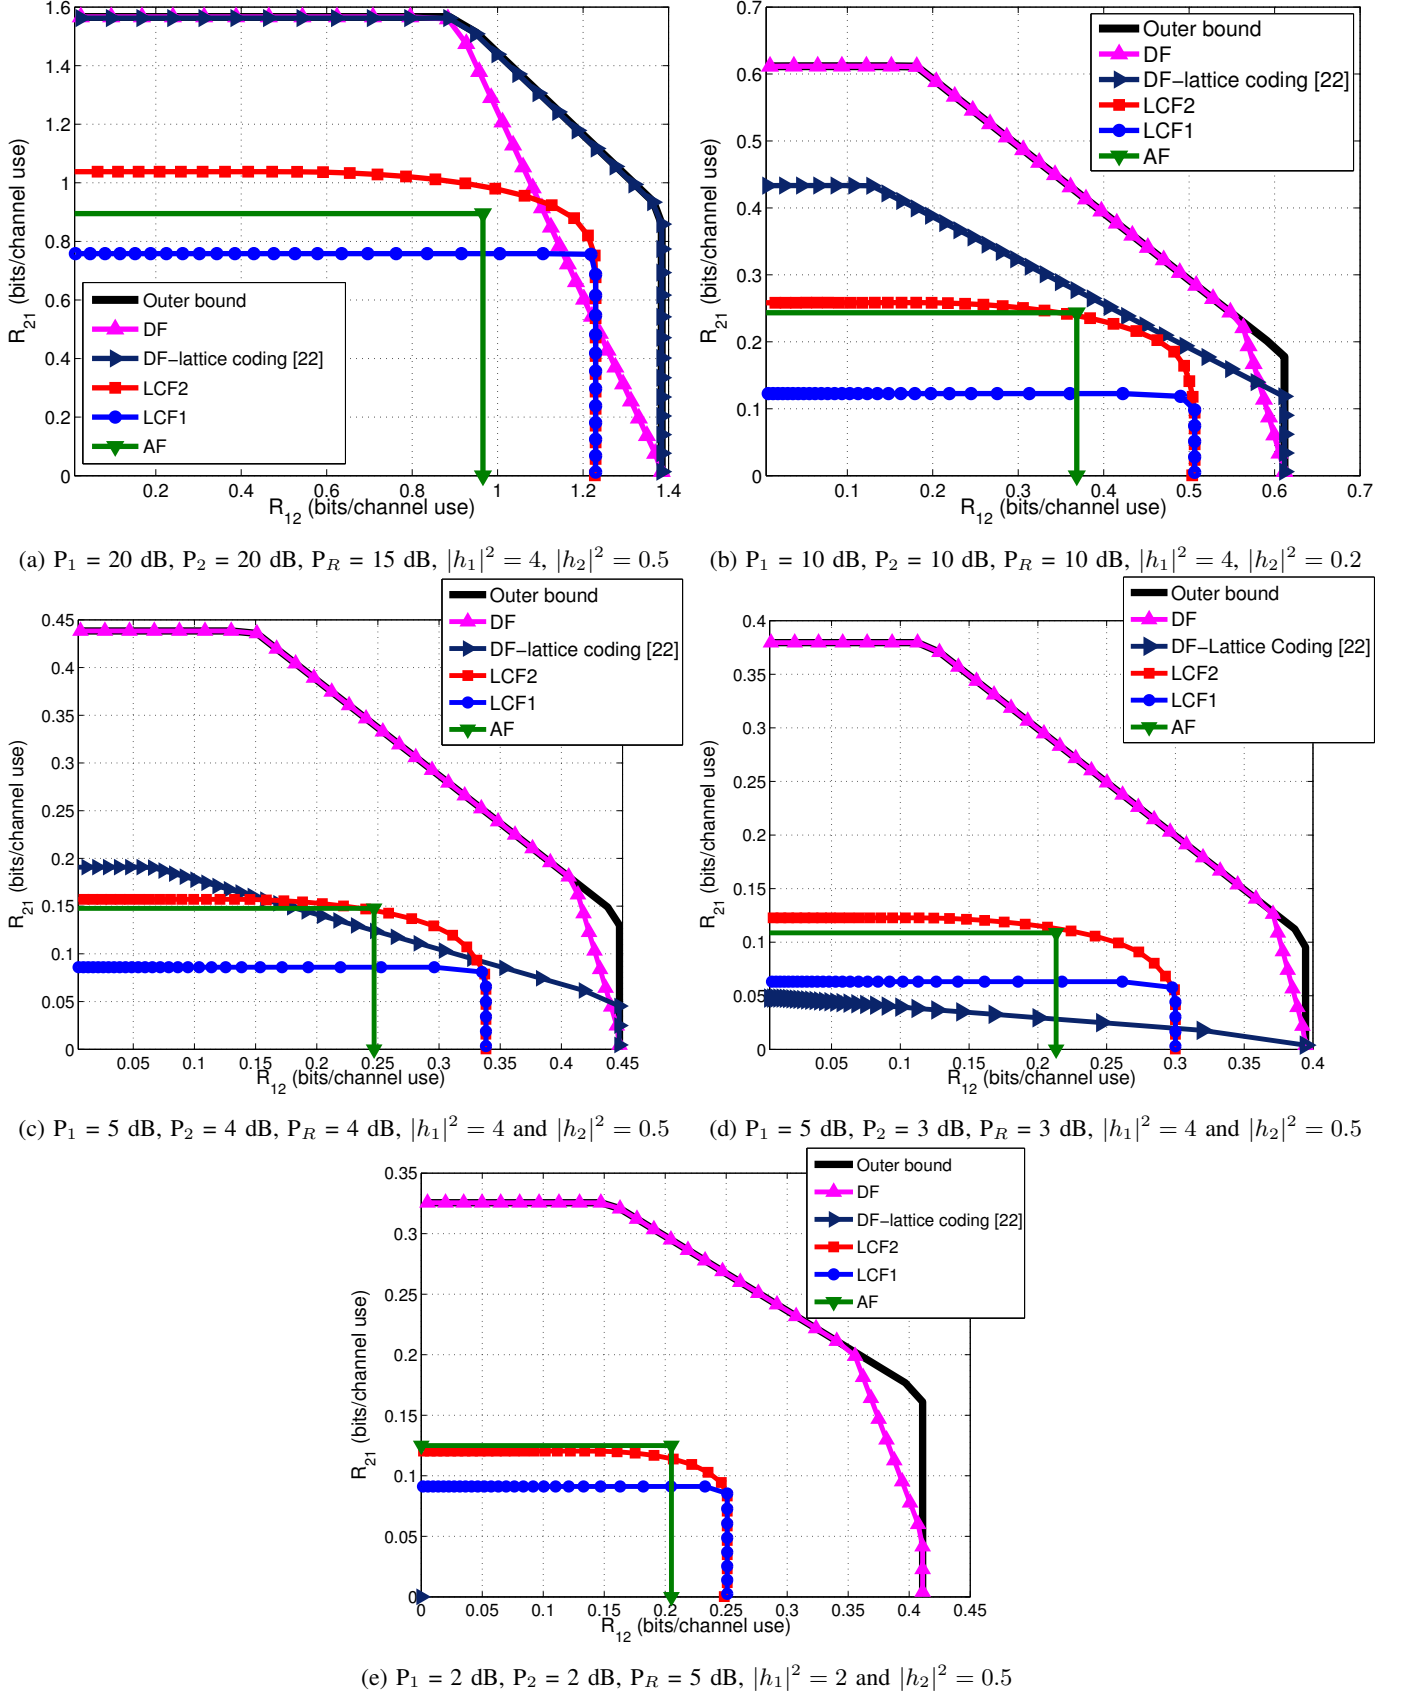 1.6
1.4
1.2
1
0.8
0.6
0.4
0.2
0
R21 (bits/channel use)
Outer bound
DF
DF−lattice coding [22]
LCF2
LCF1
AF
0.2 0.4 0.6 0.8 1 1.2 1.4
R12 (bits/channel use)
(a) P1 = 20 dB, P2 = 20 dB, PR = 15 dB, |h1|^2 = 4, |h2|^2 = 0.5
0.7
0.6
0.5
0.4
0.3
0.2
0.1
0
R21 (bits/channel use)
Outer bound
DF
DF−lattice coding [22]
LCF2
LCF1
AF
0.1 0.2 0.3 0.4 0.5 0.6 0.7
R12 (bits/channel use)
(b) P1 = 10 dB, P2 = 10 dB, PR = 10 dB, |h1|^2 = 4, |h2|^2 = 0.2
0.45
0.4
0.35
0.3
0.25
0.2
0.15
0.1
0.05
0
R21 (bits/channel use)
Outer bound
DF
DF−lattice coding [22]
LCF2
LCF1
AF
0.05 0.1 0.15 0.2 0.25 0.3 0.35 0.4 0.45
R12 (bits/channel use)
(c) P1 = 5 dB, P2 = 4 dB, PR = 4 dB, |h1|^2 = 4 and |h2|^2 = 0.5
0.4
0.35
0.3
0.25
0.2
0.15
0.1
0.05
0
R21 (bits/channel use)
Outer bound
DF
DF−Lattice Coding [22]
LCF2
LCF1
AF
0.05 0.1 0.15 0.2 0.25 0.3 0.35 0.4
R12 (bits/channel use)
(d) P1 = 5 dB, P2 = 3 dB, PR = 3 dB, |h1|^2 = 4 and |h2|^2 = 0.5
0.35
0.3
0.25
0.2
0.15
0.1
0.05
0
R21 (bits/channel use)
Outer bound
DF
DF−lattice coding [22]
LCF2
LCF1
AF
0 0.05 0.1 0.15 0.2 0.25 0.3 0.35 0.4 0.45
R12 (bits/channel use)
(e) P1 = 2 dB, P2 = 2 dB, PR = 5 dB, |h1|^2 = 2 and |h2|^2 = 0.5